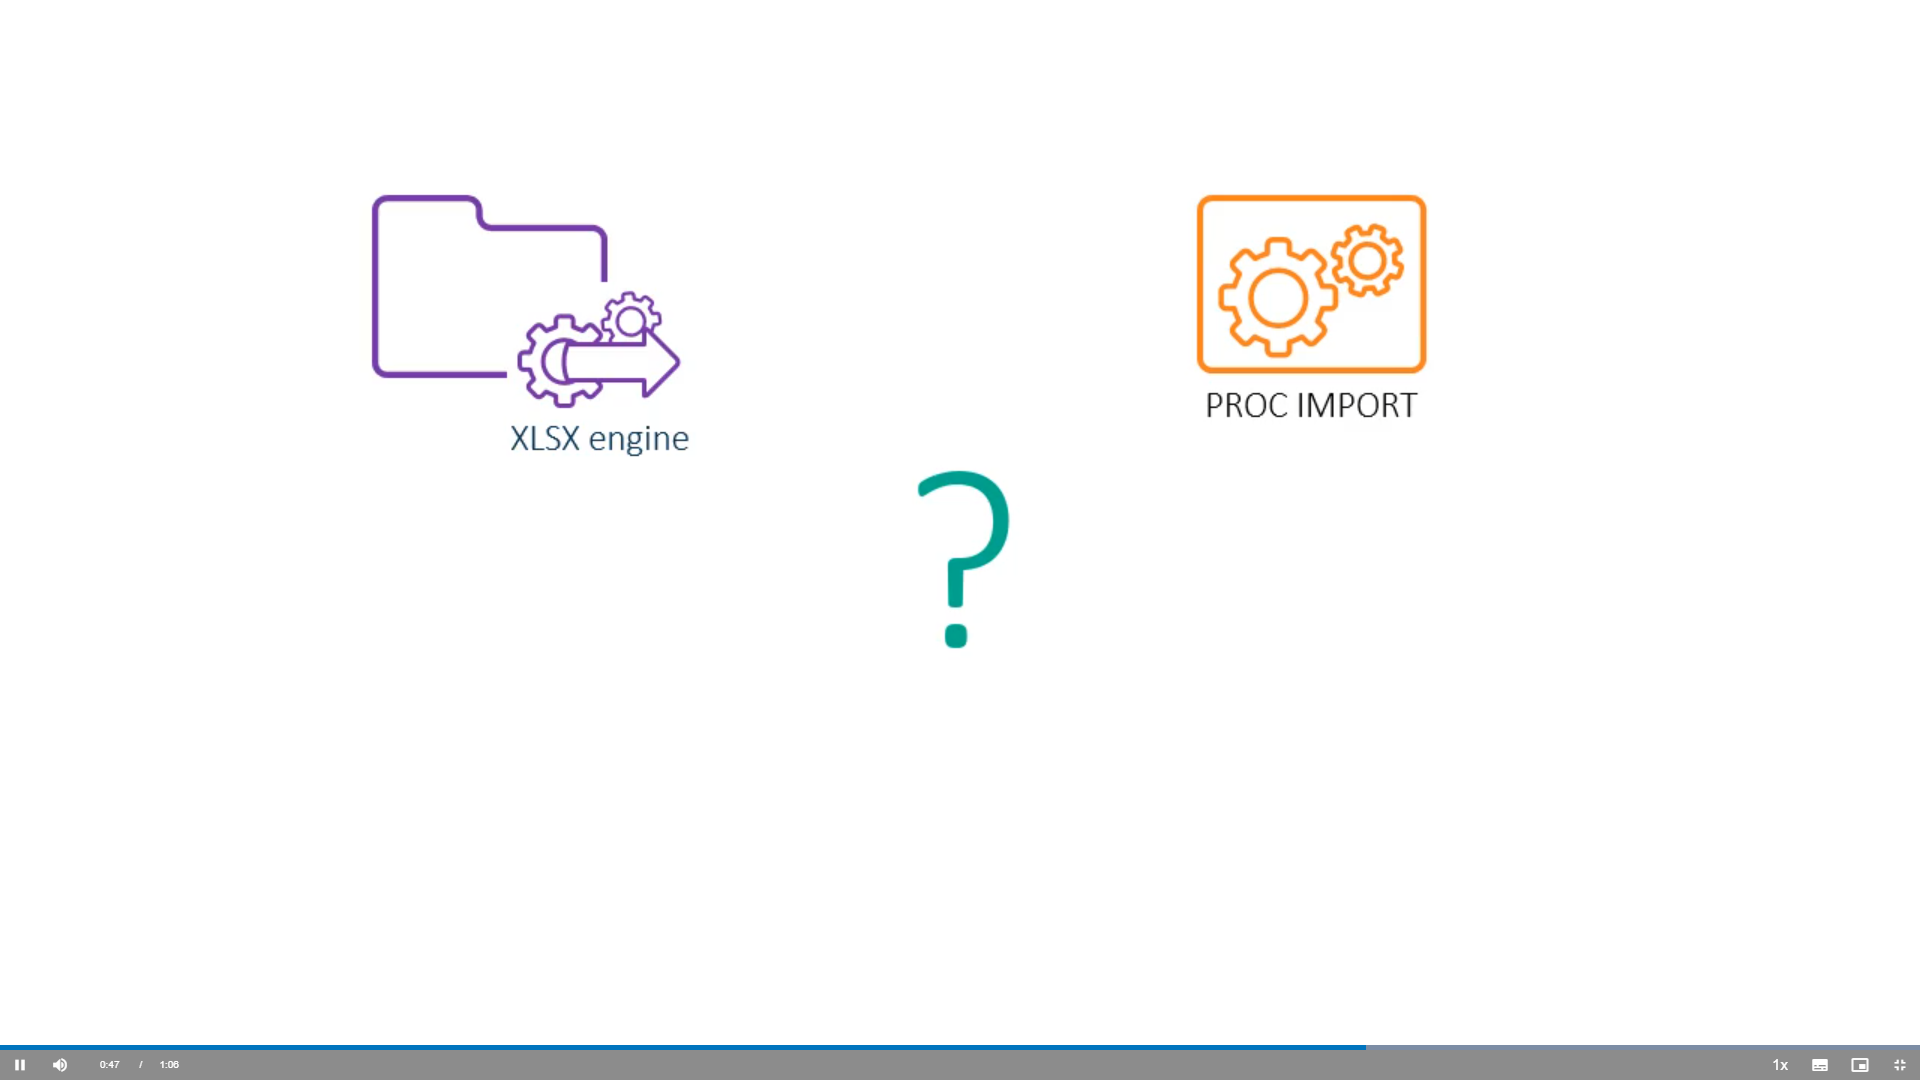 XLSX engine
PROC IMPORT
?
0:47 / 1:06
1x